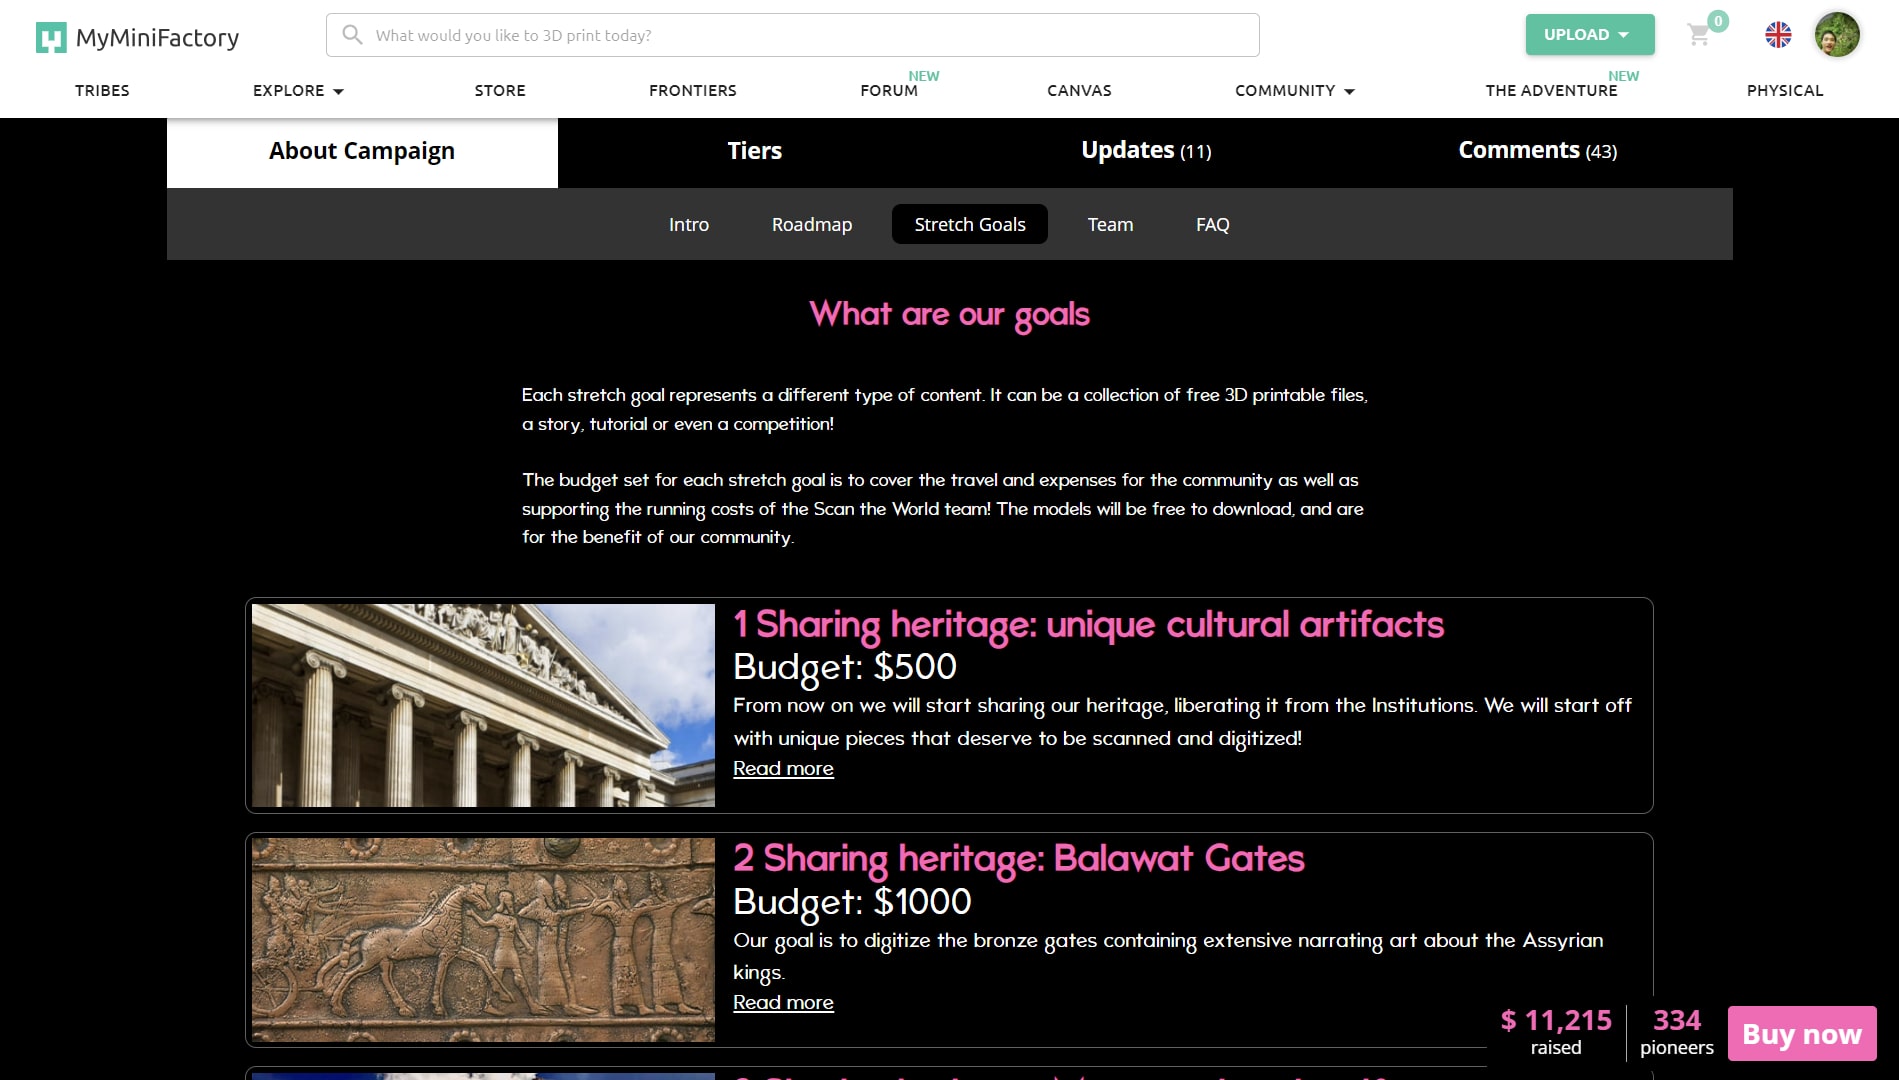 MyMiniFactory
What would you like to 3D print today?
UPLOAD
0
TRIBES
EXPLORE
STORE
FRONTIERS
FORUM
NEW
CANVAS
COMMUNITY
THE ADVENTURE
NEW
PHYSICAL
About Campaign
Tiers
Updates (11)
Comments (43)
Intro
Roadmap
Stretch Goals
Team
FAQ
What are our goals
Each stretch goal represents a different type of content. It can be a collection of free 3D printable files,
a story, tutorial or even a competition!
The budget set for each stretch goal is to cover the travel and expenses for the community as well as
supporting the running costs of the Scan the World team! The models will be free to download, and are
for the benefit of our community.
1 Sharing heritage: unique cultural artifacts
Budget: $500
From now on we will start sharing our heritage, liberating it from the Institutions. We will start off
with unique pieces that deserve to be scanned and digitized!
Read more
2 Sharing heritage: Balawat Gates
Budget: $1000
Our goal is to digitize the bronze gates containing extensive narrating art about the Assyrian
kings.
Read more
$ 11,215
raised
334
pioneers
Buy now